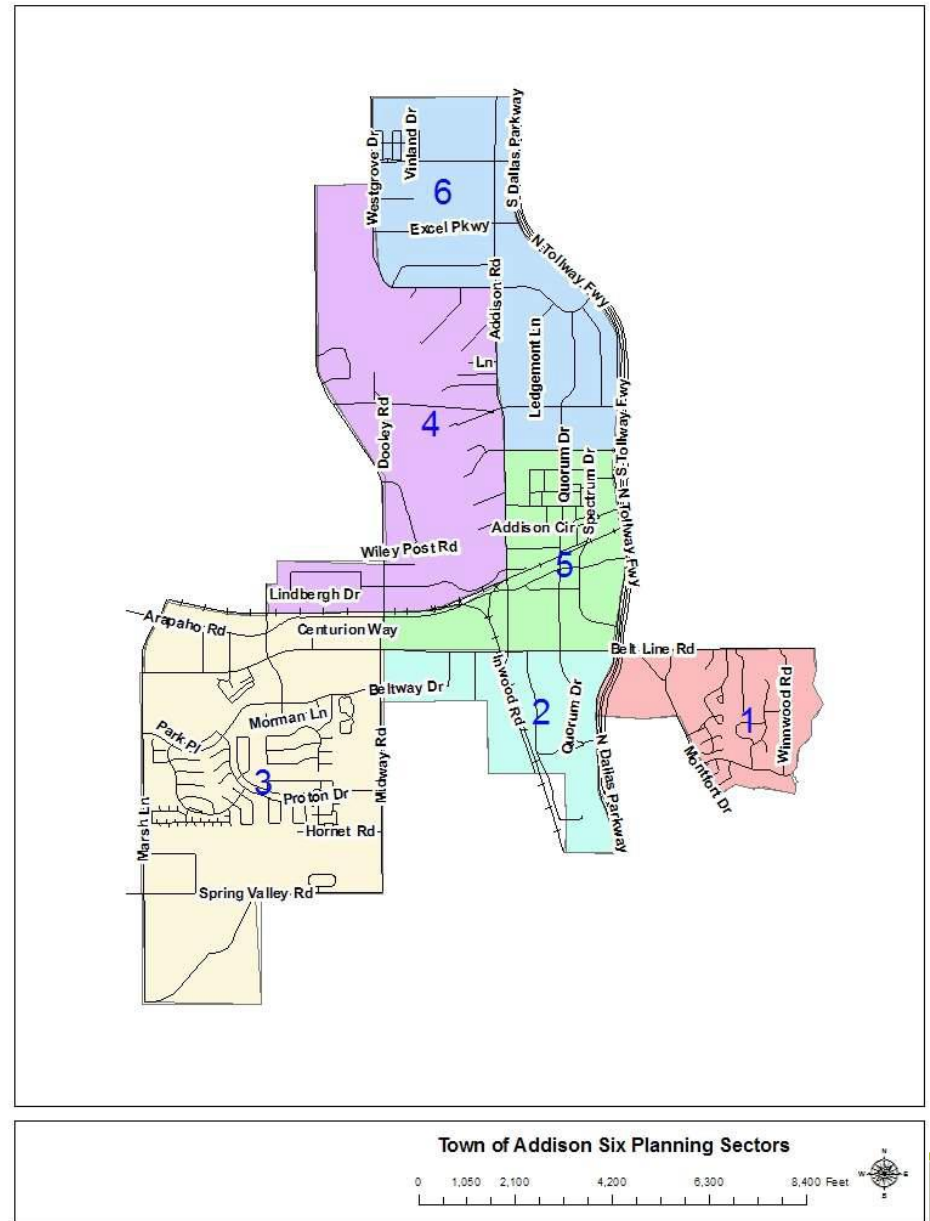 S Dallas Parkway
Westgrove Dr
Vinland Dr
6
Excel Pkwy
N Tollway Fwy
Addison Rd
Ledgemont Ln
Ln
Dooley Rd
4
Quorum Dr
Spectrum Dr
Addison Cir
Wiley Post Rd
5
Lindbergh Dr
Arapaho Rd
Centurion Way
Belt Line Rd
Inwood Rd
Beltway Dr
2
Quorum Dr
1
Winnwood Rd
Morman Ln
Park Pl
3
Midway Rd
N Dallas Parkway
Montfort Dr
Proton Dr
Marsh Ln
Hornet Rd
Spring Valley Rd
Town of Addison Six Planning Sectors
0 1,050 2,100 4,200 6,300 8,400 Feet
N
W E
S